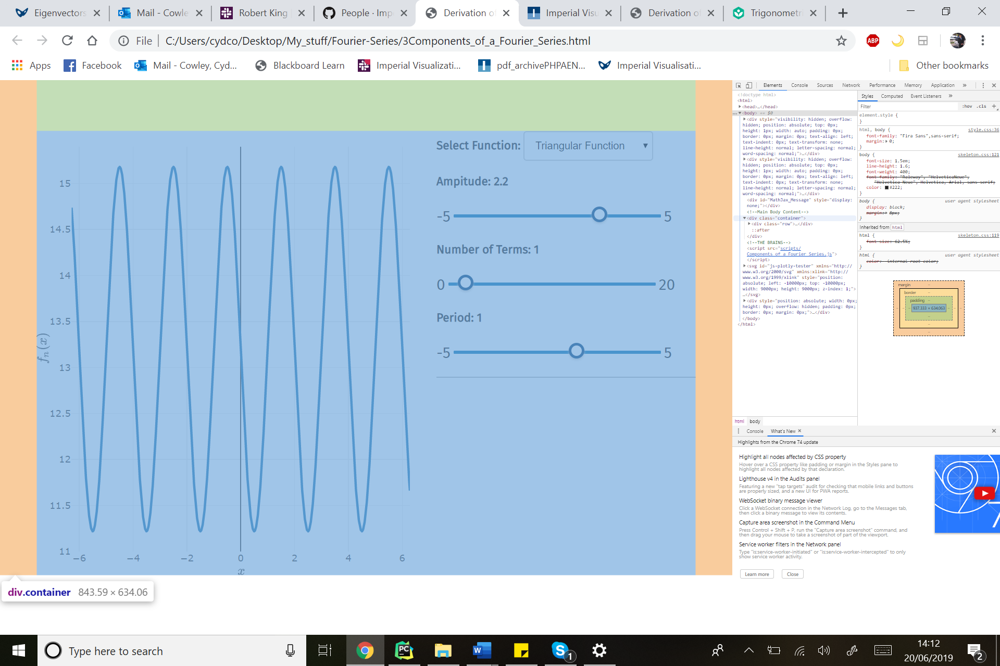 Eigenvectors
Mail - Cowle
Robert King
People · Imp
Derivation o
Imperial Visu
Derivation of
Trigonometri
File
C:/Users/cydco/Desktop/My_stuff/Fourier-Series/3Components_of_a_Fourier_Series.html
ABP
Apps
Facebook
Mail - Cowley, Cyd...
Blackboard Learn
Imperial Visualizati...
pdf_archivePHPAEN...
Imperial Visualisati...
Other bookmarks
Select Function:
Triangular Function
Ampitude: 2.2
-5
5
Number of Terms: 1
0
20
Period: 1
-5
5
15
14.5
14
13.5
13
12.5
12
11.5
11
−6
−4
−2
0
2
4
6
x
fn(x)
div.container 843.59 × 634.06
Elements
Console
Sources
Network
Performance
Memory
Application
»
<!doctype html>
<html>
<head>…</head>
<body> == $0
<div style="visibility: hidden; overflow:
hidden; position: absolute; top: 0px;
height: 1px; width: auto; padding: 0px;
border: 0px; margin: 0px; text-align: left;
text-indent: 0px; text-transform: none;
line-height: normal; letter-spacing: normal;
word-spacing: normal;">…</div>
<div style="visibility: hidden; overflow:
hidden; position: absolute; top: 0px;
height: 1px; width: auto; padding: 0px;
border: 0px; margin: 0px; text-align: left;
text-indent: 0px; text-transform: none;
line-height: normal; letter-spacing: normal;
word-spacing: normal;">…</div>
<div id="MathJax_Message" style="display:
none;"></div>
<!--Main Body Content-->
<div class="container">
<div class="row">…</div>
::after
</div>
<!--THE BRAINS-->
<script src="scripts/
Components of a Fourier Series.js">
</script>
<svg id="js-plotly-tester" xmlns="http://
www.w3.org/2000/svg" xmlns:xlink="http://
www.w3.org/1999/xlink" style="position:
absolute; left: -10000px; top: -10000px;
width: 9000px; height: 9000px; z-index: 1;">
…</svg>
<div style="position: absolute; width: 0px;
height: 0px; overflow: hidden; padding: 0px;
border: 0px; margin: 0px;">…</div>
</body>
</html>
html
body
Styles
Computed
Event Listeners
»
Filter
:hov
.cls
+
element.style {
}
html, body {
style.css:36
font-family: "Fira Sans",sans-serif;
margin: 0;
}
body {
skeleton.css:121
font-size: 1.5em;
line-height: 1.6;
font-weight: 400;
font-family: "Raleway", "HelveticaNeue",
"Helvetica Neue", Helvetica, Arial, sans-serif;
color: #222;
}
body {
user agent stylesheet
display: block;
margin: 8px;
}
Inherited from html
html {
skeleton.css:119
font-size: 62.5%;
}
html {
user agent stylesheet
color: -internal-root-color;
}
margin
-
border
-
padding
-
937.333 × 634.063
Console
What's New
Highlights from the Chrome 74 update
Highlight all nodes affected by CSS property
Hover over a CSS property like padding or margin in the Styles pane to
highlight all nodes affected by that declaration.
Lighthouse v4 in the Audits panel
Featuring a new "tap targets" audit for checking that mobile links and buttons
are properly sized, and a new UI for PWA reports.
WebSocket binary message viewer
Click a WebSocket connection in the Network Log, go to the Messages tab,
then click a binary message to view its contents.
Capture area screenshot in the Command Menu
Press Control + Shift + P, run the "Capture area screenshot" command, and
then drag your mouse to take a screenshot of part of the viewport.
Service worker filters in the Network panel
Type "is:service-worker-initiated" or "is:service-worker-intercepted" to only
show service worker activity.
Learn more
Close
Type here to search
PC
W
S
1
14:12
20/06/2019
2